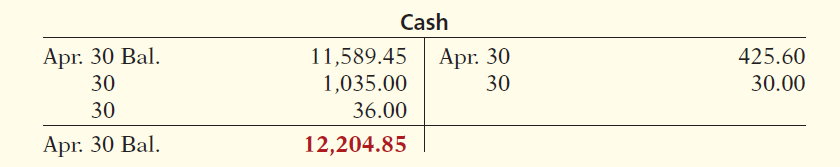 Cash
Apr. 30 Bal. 11,589.45 Apr. 30 425.60
30 1,035.00 30 30.00
30 36.00
Apr. 30 Bal. 12,204.85